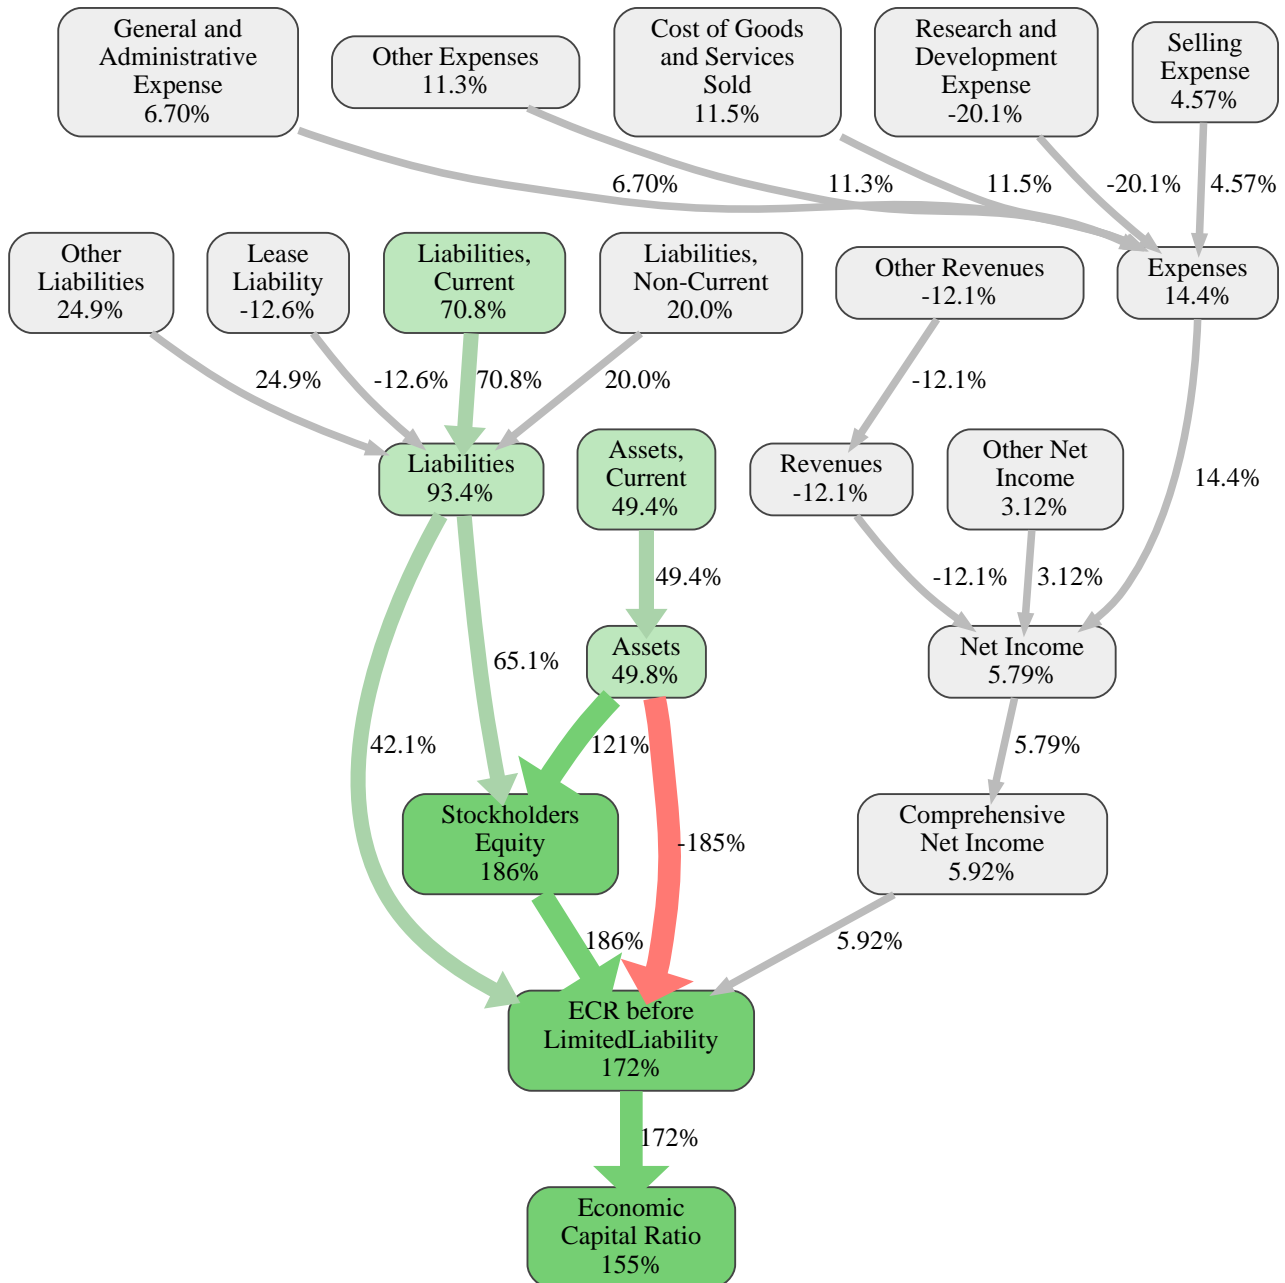 General and
Administrative
Expense
6.70%
Other Expenses
11.3%
Cost of Goods
and Services
Sold
11.5%
Research and
Development
Expense
-20.1%
Selling
Expense
4.57%
6.70%
11.3%
11.5%
-20.1%
4.57%
Other
Liabilities
24.9%
Lease
Liability
-12.6%
Liabilities,
Current
70.8%
Liabilities,
Non-Current
20.0%
Other Revenues
-12.1%
Expenses
14.4%
24.9%
-12.6%
70.8%
20.0%
-12.1%
Liabilities
93.4%
Assets,
Current
49.4%
Revenues
-12.1%
Other Net
Income
3.12%
14.4%
49.4%
-12.1%
3.12%
65.1%
Assets
49.8%
Net Income
5.79%
42.1%
121%
5.79%
Stockholders
Equity
186%
-185%
Comprehensive
Net Income
5.92%
186%
5.92%
ECR before
LimitedLiability
172%
172%
Economic
Capital Ratio
155%